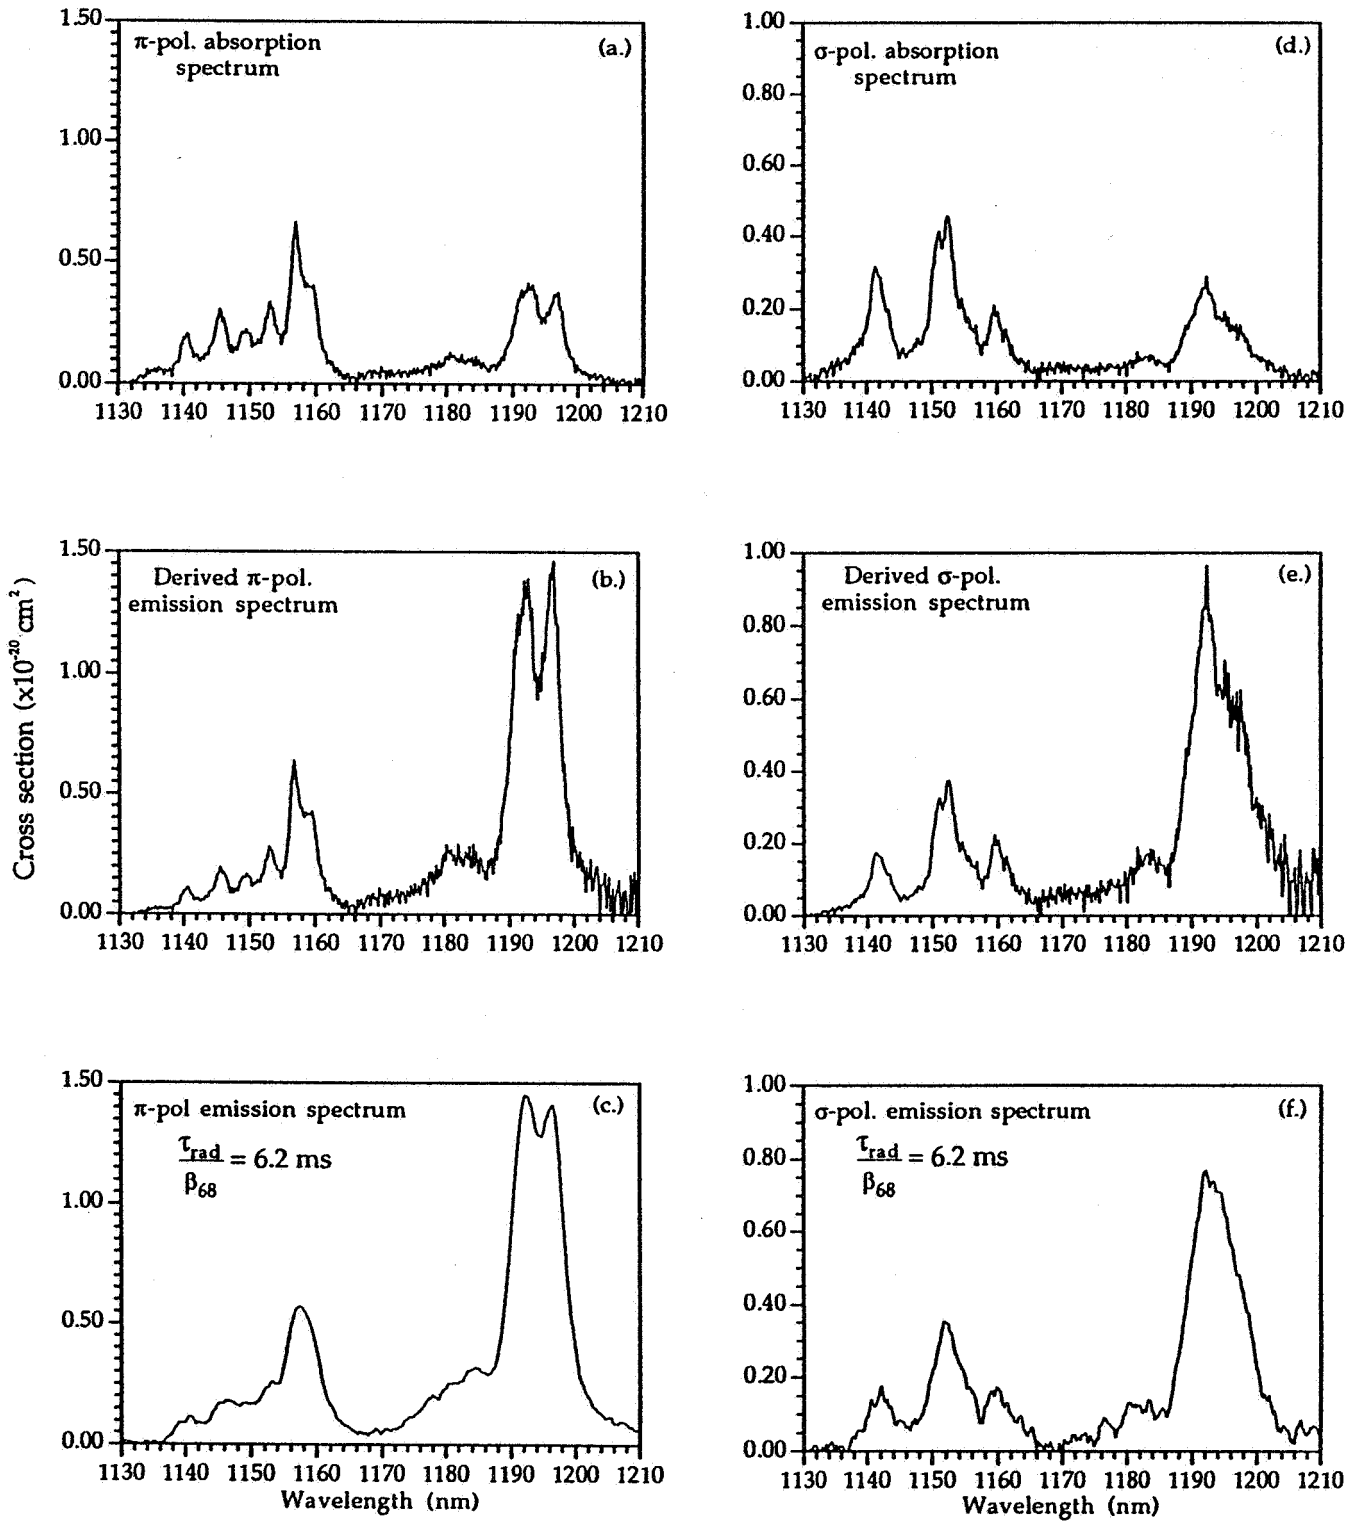 1.50
1.00
0.50
0.00
π-pol. absorption
spectrum
(a.)
1130 1140 1150 1160 1170 1180 1190 1200 1210
1.00
0.80
0.60
0.40
0.20
0.00
σ-pol. absorption
spectrum
(d.)
1130 1140 1150 1160 1170 1180 1190 1200 1210
Cross section (x10⁻²⁰ cm²)
1.50
1.00
0.50
0.00
Derived π-pol.
emission spectrum
(b.)
1130 1140 1150 1160 1170 1180 1190 1200 1210
1.00
0.80
0.60
0.40
0.20
0.00
Derived σ-pol.
emission spectrum
(e.)
1130 1140 1150 1160 1170 1180 1190 1200 1210
1.50
1.00
0.50
0.00
π-pol emission spectrum
(c.)
τrad
= 6.2 ms
β68
1130 1140 1150 1160 1170 1180 1190 1200 1210
Wavelength (nm)
1.00
0.80
0.60
0.40
0.20
0.00
σ-pol. emission spectrum
(f.)
τrad
= 6.2 ms
β68
1130 1140 1150 1160 1170 1180 1190 1200 1210
Wavelength (nm)